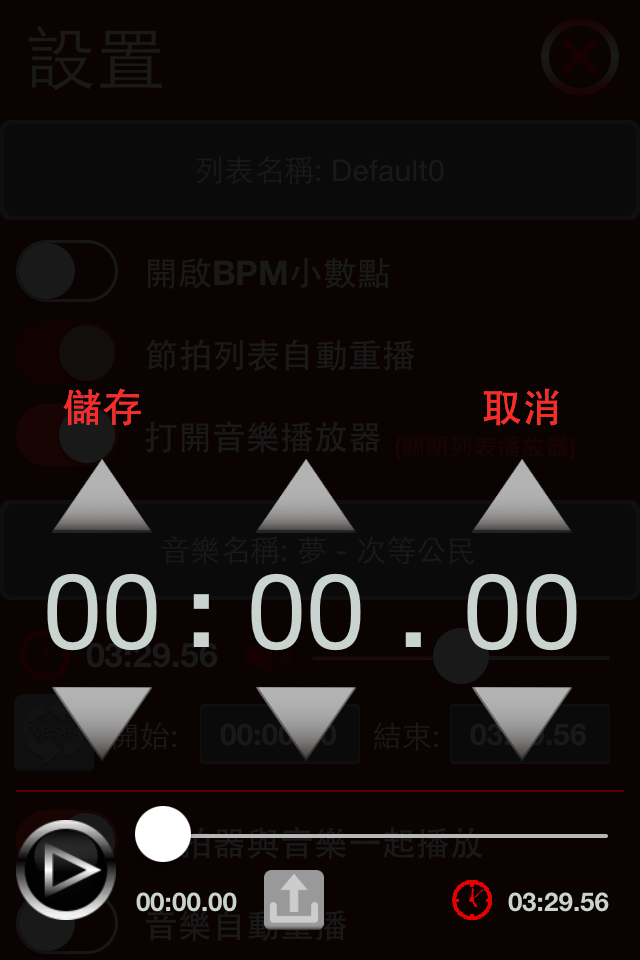 設置
列表名稱: Default0
開啟BPM小數點
節拍列表自動重播
儲存 取消
打開音樂播放器 (關閉列表播放器)
音樂名稱: 夢 - 次等公民
00 : 00 . 00
03:29.56
Reset 開始: 結束:
拍器與音樂一起播放
00:00.00 03:29.56
音樂自動重播